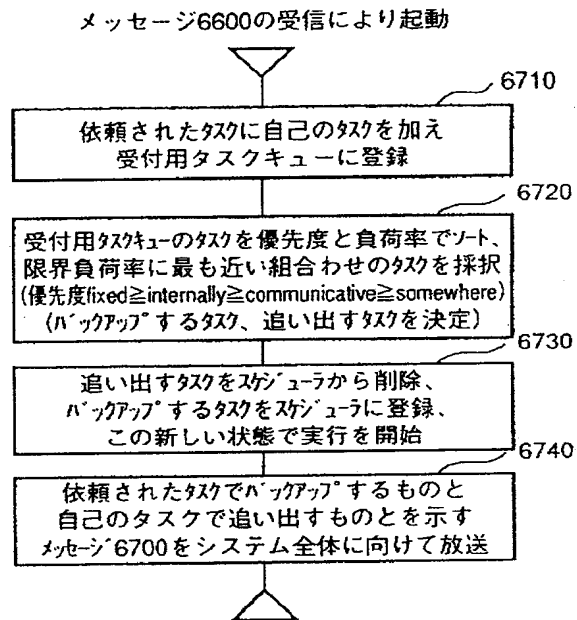 メッセージ6600の受信により起動
6710
依頼されたﾀｽｸに自己のﾀｽｸを加え
受付用タスクキューに登録
6720
受付用ﾀｽｸｷｭｰのﾀｽｸを優先度と負荷率でｿｰﾄ、
限界負荷率に最も近い組合わせのﾀｽｸを採択
(優先度fixed≧internally≧communicative≧somewhere)
(ﾊﾞｯｸｱｯﾌﾟするﾀｽｸ、追い出すﾀｽｸを決定)
6730
追い出すﾀｽｸをｽｹｼﾞｭｰﾗから削除、
ﾊﾞｯｸｱｯﾌﾟするﾀｽｸをｽｹｼﾞｭｰﾗに登録、
この新しい状態で実行を開始
6740
依頼されたﾀｽｸでﾊﾞｯｸｱｯﾌﾟするものと
自己のﾀｽｸで追い出すものとを示す
ﾒｯｾｰｼﾞ6700をシステム全体に向けて放送